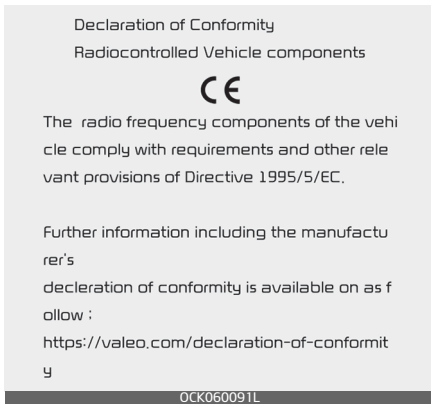 Declaration of Conformity
Radiocontrolled Vehicle components
CE
The radio frequency components of the vehi
cle comply with requirements and other rele
vant provisions of Directive 1995/5/EC.
Further information including the manufactu
rer's
decleration of conformity is available on as f
ollow ;
https://valeo.com/declaration-of-conformit
y
OCK060091L